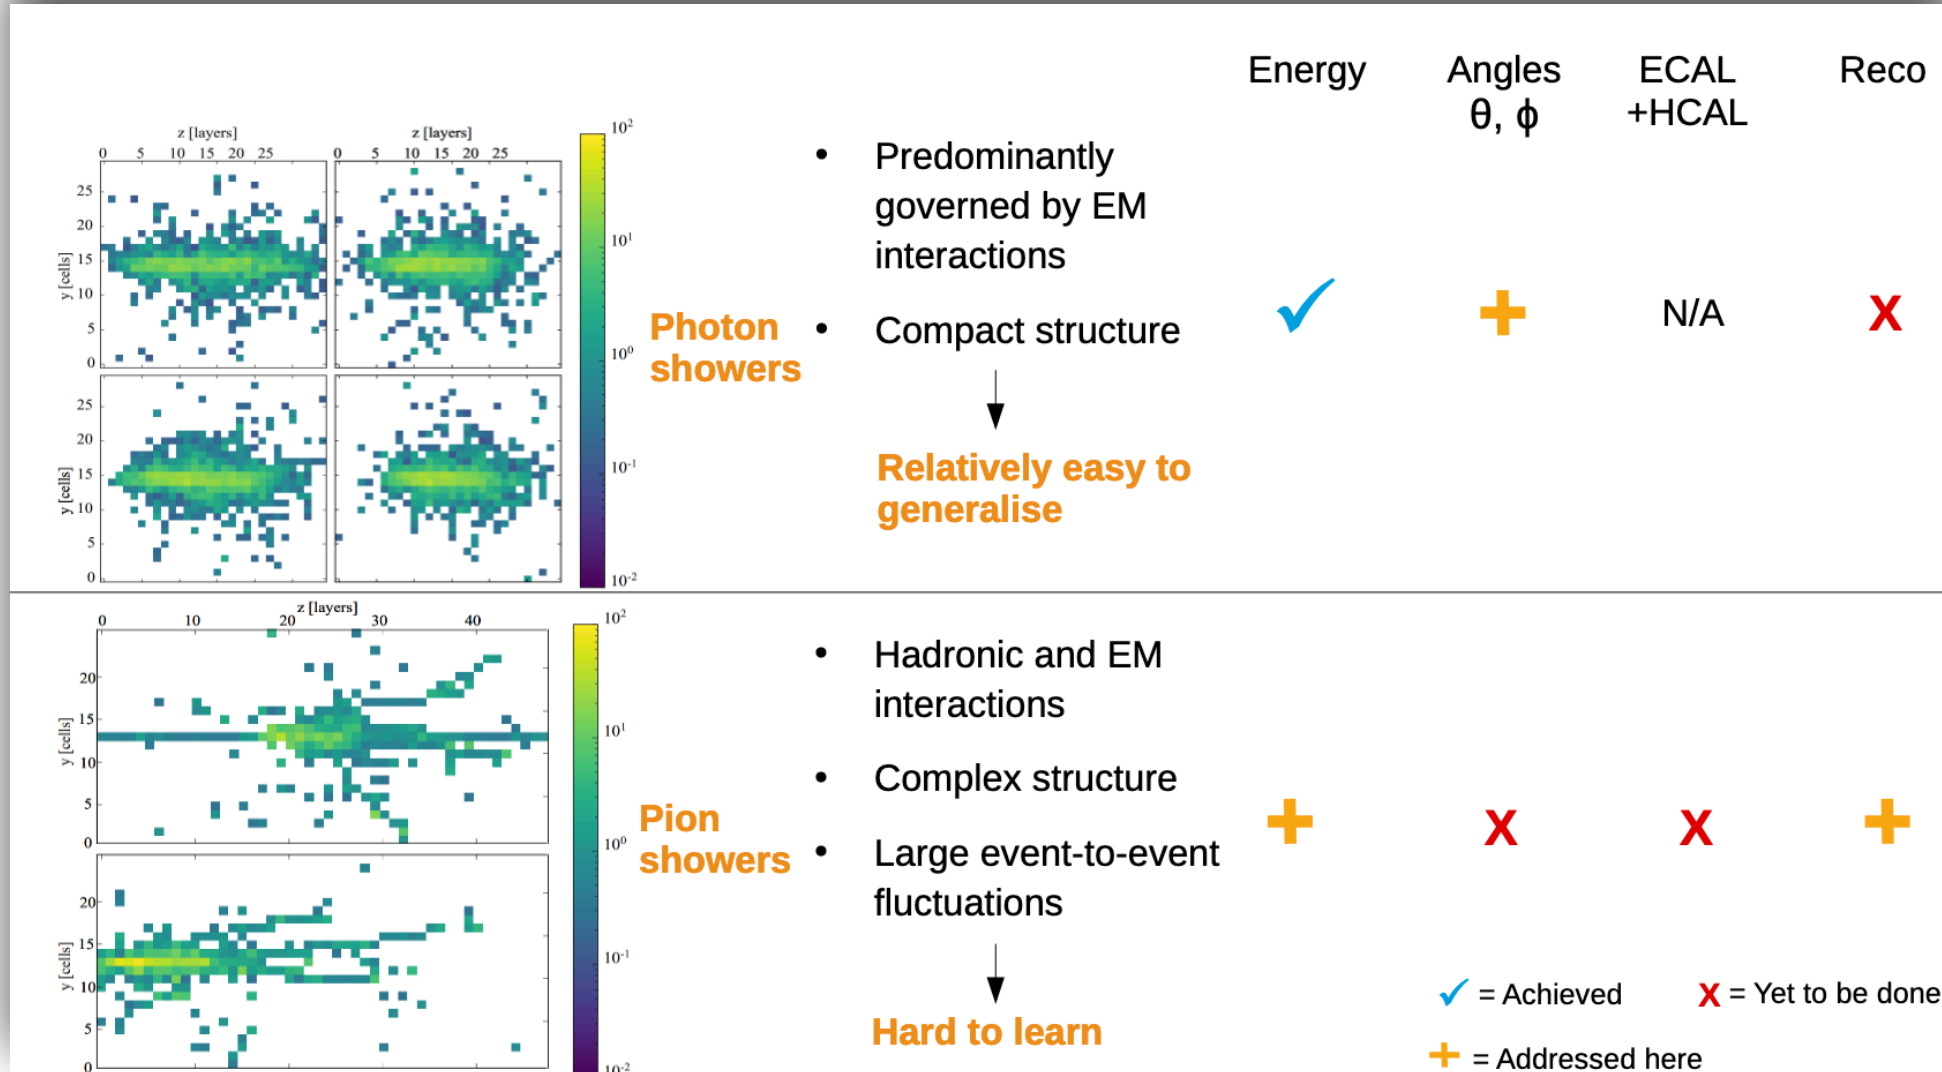 Energy
Angles
θ, ϕ
ECAL
+HCAL
Reco
z [layers]
0 5 10 15 20 25
z [layers]
0 5 10 15 20 25
y [cells]
25
20
15
10
5
0
y [cells]
25
20
15
10
5
0
10²
10¹
10⁰
10⁻¹
10⁻²
Photon
showers
• Predominantly
governed by EM
interactions
• Compact structure
Relatively easy to
generalise
N/A
X
z [layers]
0 10 20 30 40
y [cells]
20
15
10
5
0
y [cells]
20
15
10
5
0
10²
10¹
10⁰
10⁻¹
10⁻²
Pion
showers
• Hadronic and EM
interactions
• Complex structure
• Large event-to-event
fluctuations
Hard to learn
X
X
= Achieved
X = Yet to be done
= Addressed here